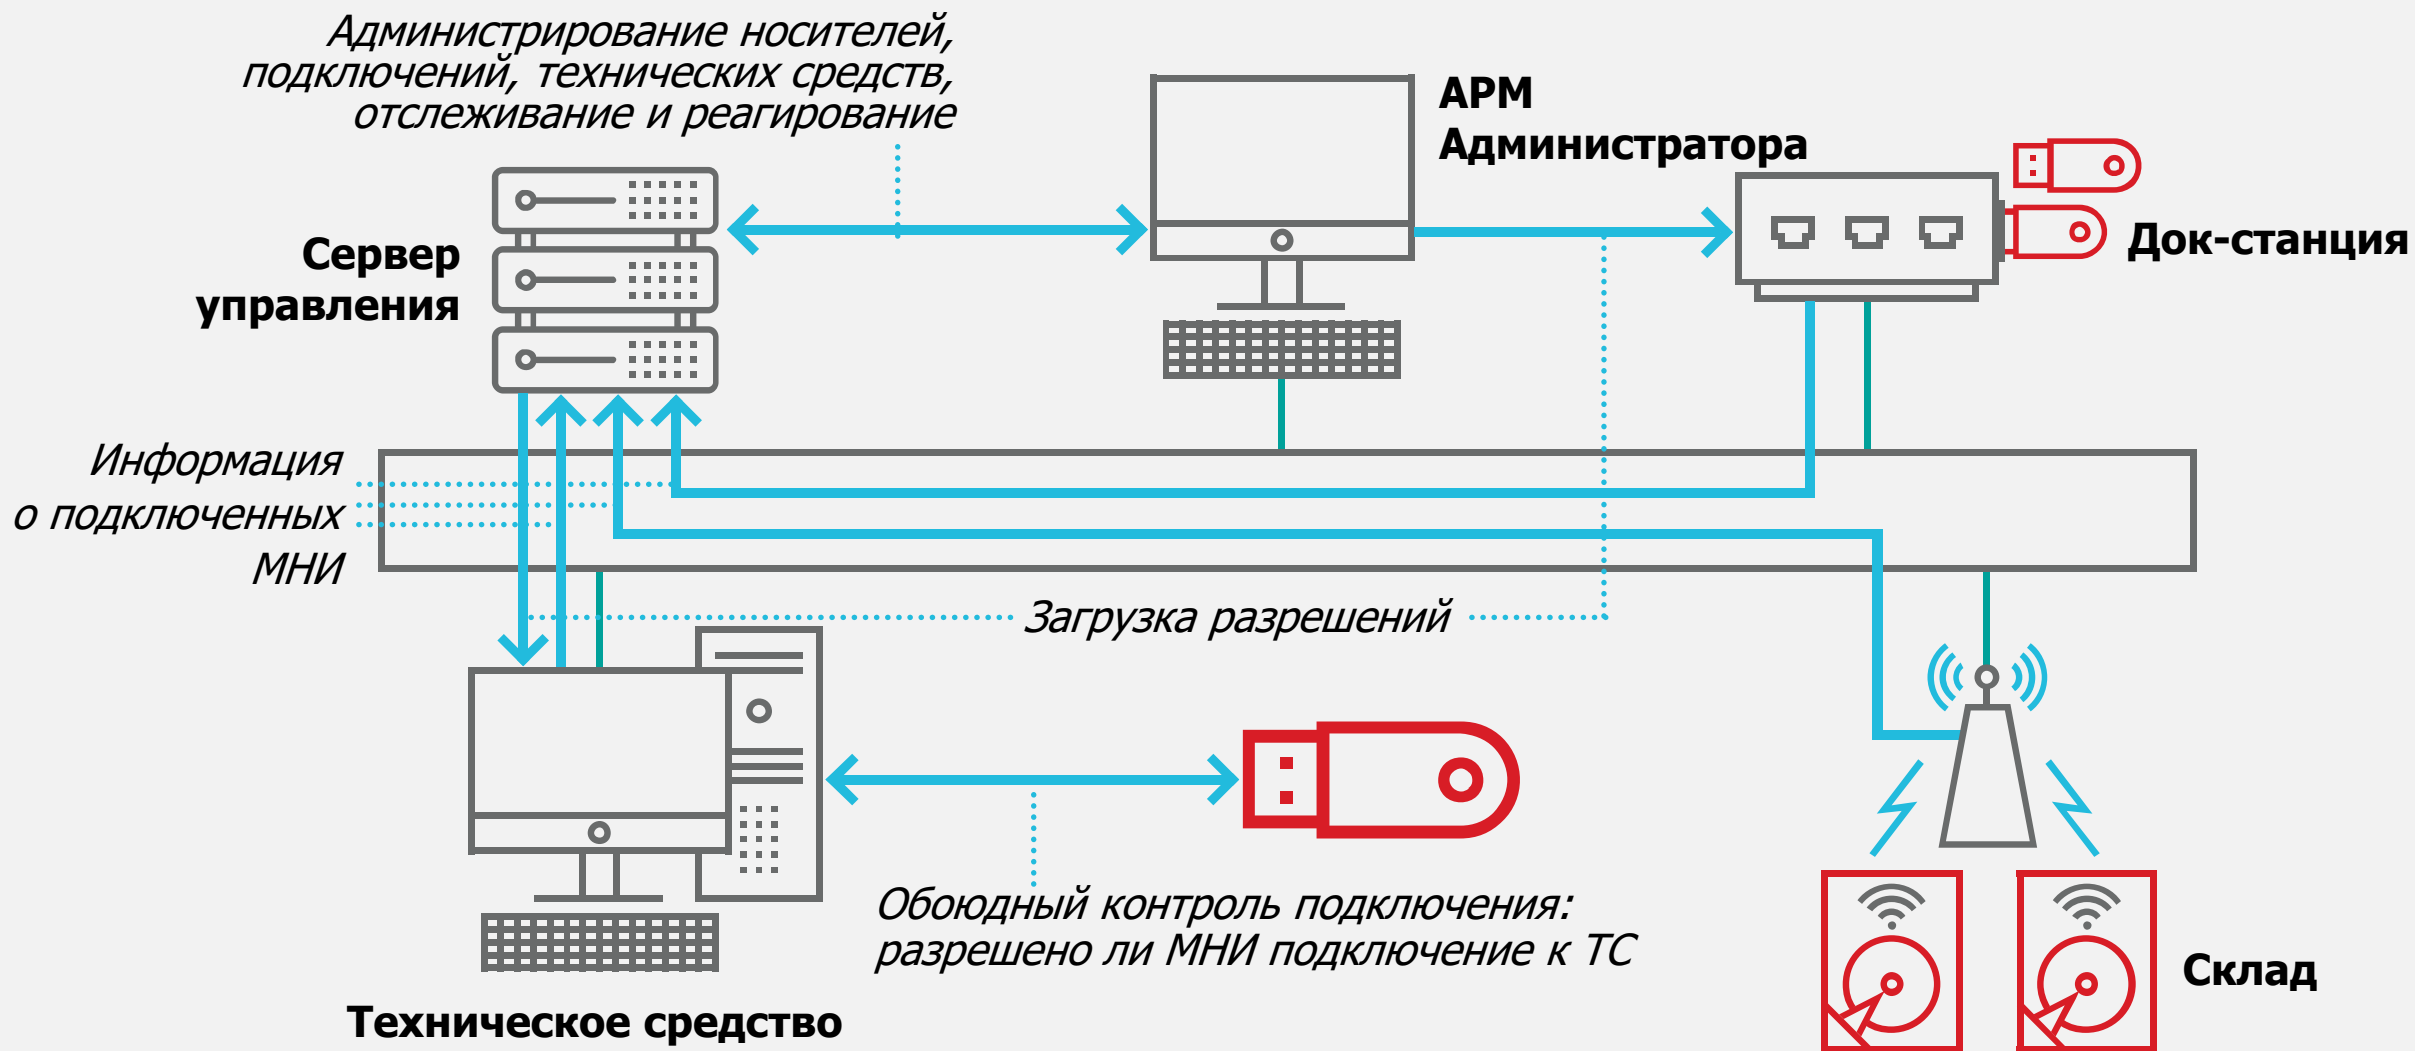 Администрирование носителей,
подключений, технических средств,
отслеживание и реагирование
АРМ
Администратора
Сервер
управления
Док-станция
Информация
о подключенных
МНИ
Загрузка разрешений
Обоюдный контроль подключения:
разрешено ли МНИ подключение к ТС
Склад
Техническое средство